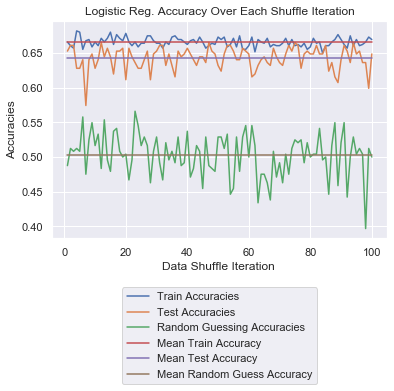 Logistic Reg. Accuracy Over Each Shuffle Iteration
Accuracies
0.65
0.60
0.55
0.50
0.45
0.40
0 20 40 60 80 100
Data Shuffle Iteration
Train Accuracies
Test Accuracies
Random Guessing Accuracies
Mean Train Accuracy
Mean Test Accuracy
Mean Random Guess Accuracy